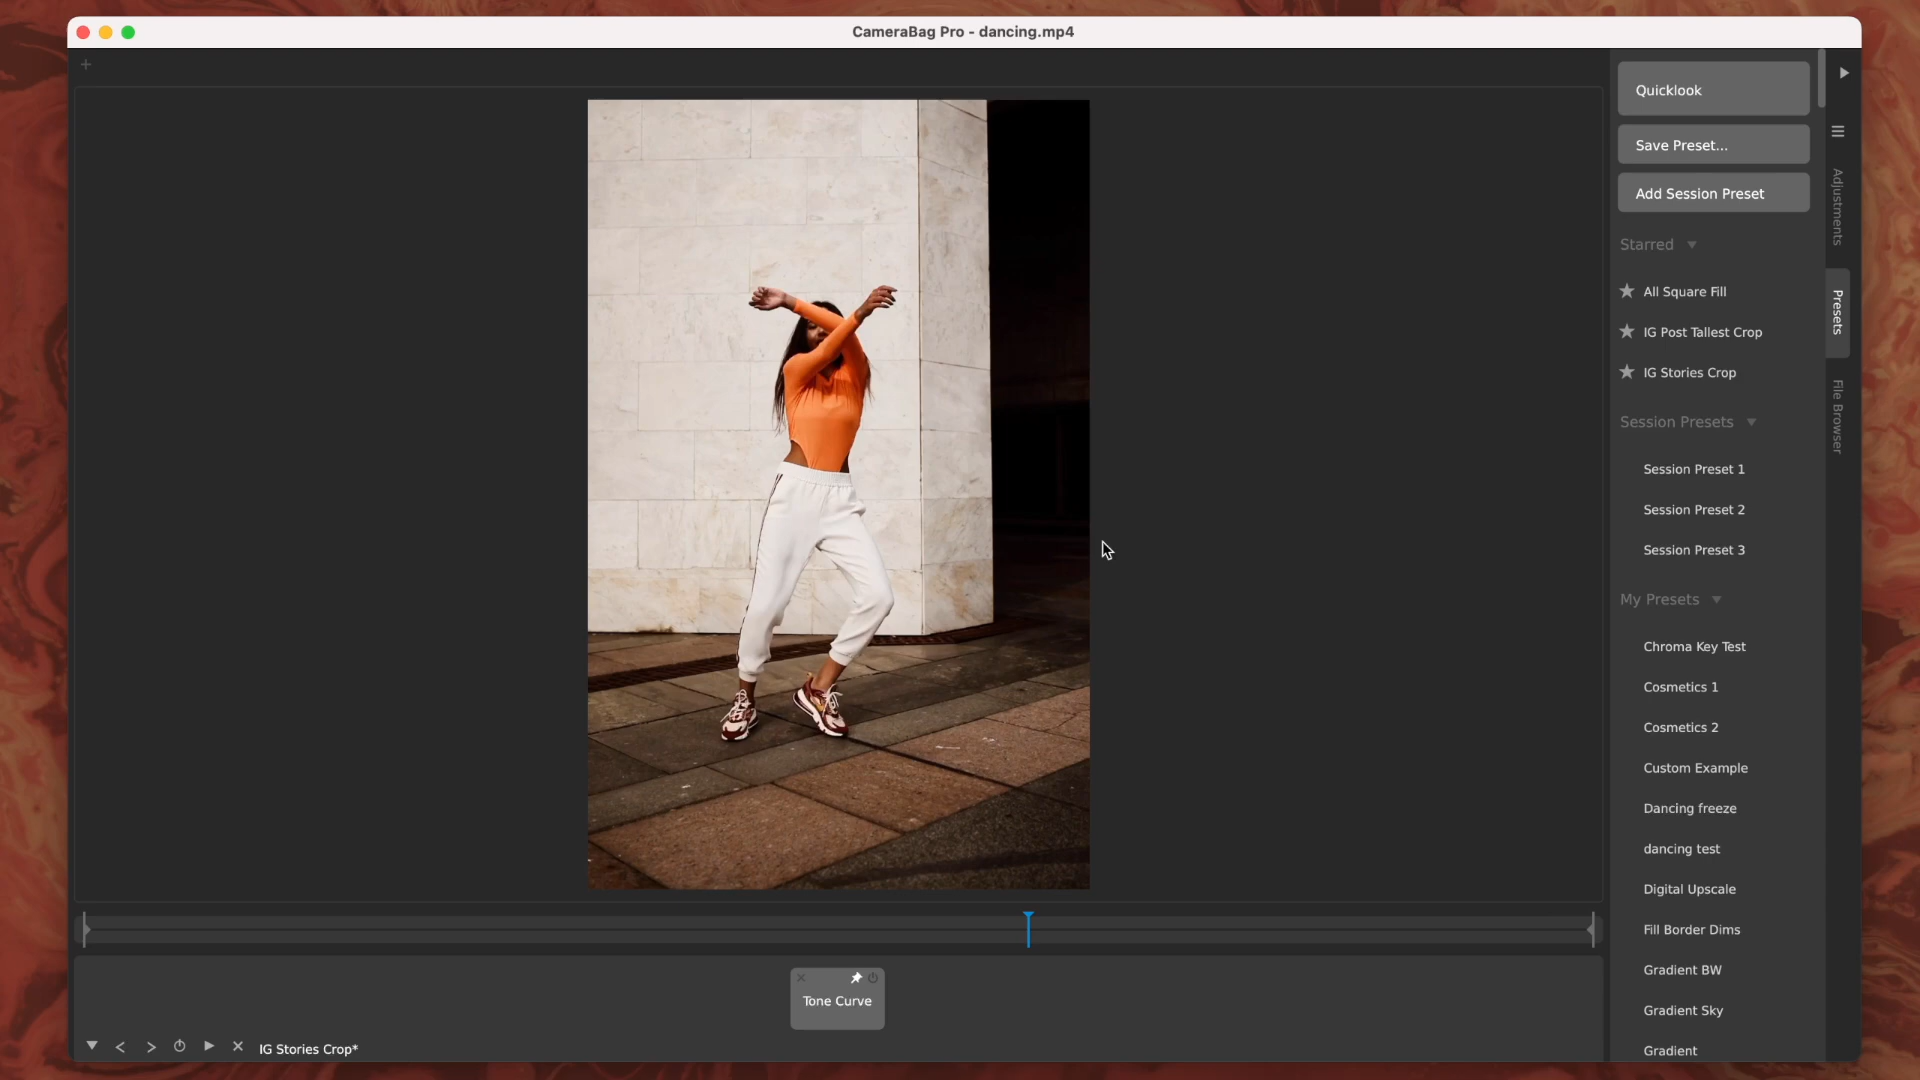 CameraBag Pro - dancing.mp4
Quicklook
Save Preset...
Add Session Preset
Starred
All Square Fill
IG Post Tallest Crop
IG Stories Crop
Session Presets
Session Preset 1
Session Preset 2
Session Preset 3
My Presets
Chroma Key Test
Cosmetics 1
Cosmetics 2
Custom Example
Dancing freeze
dancing test
Digital Upscale
Fill Border Dims
Gradient BW
Gradient Sky
Gradient
Adjustments
Presets
File Browser
Tone Curve
IG Stories Crop*